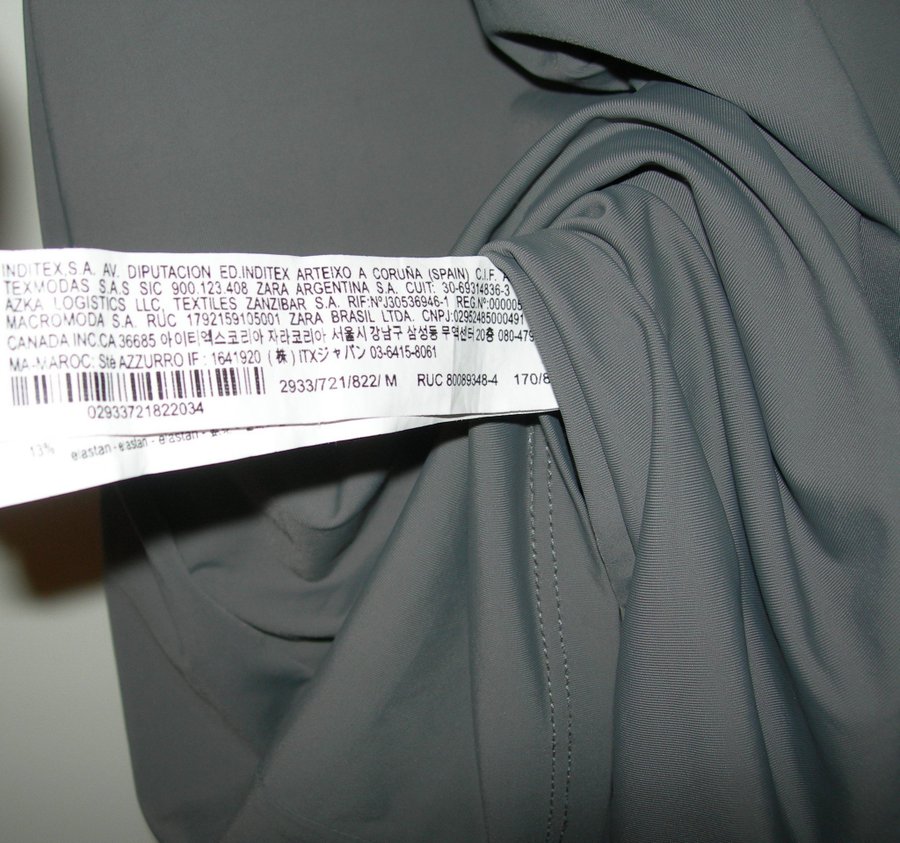 INDITEX,S.A. AV. DIPUTACION ED.INDITEX ARTEIXO A CORUÑA (SPAIN) C.I.F.
TEXMODAS S.A.S SIC 900.123.408 ZARA ARGENTINA S.A. CUIT: 30-69314836-3
AZKA LOGISTICS LLC, TEXTILES ZANZIBAR S.A. RIF:NºJ30536946-1 REG.Nº:000005
MACROMODA S.A. RUC 1792159105001 ZARA BRASIL LTDA. CNPJ:02952485000491
CANADA INC.CA 36685 아이티엑스코리아 자라코리아 서울시 강남구 삼성동 무역센터20층 080-479
MA-MAROC: Sté AZZURRO IF : 1641920 (株) ITXジャパン 03-6415-8061
2933/721/822/ M RUC 80089348-4 170/8
02933721822034
13% elastan - elastan - elastan -